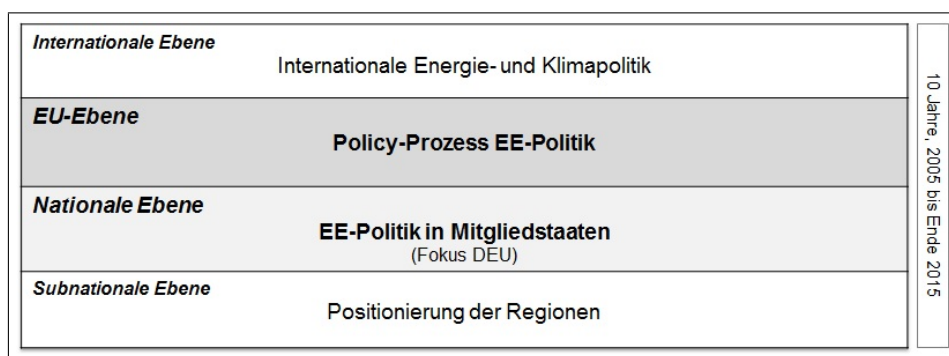 Internationale Ebene
Internationale Energie- und Klimapolitik
EU-Ebene
Policy-Prozess EE-Politik
Nationale Ebene
EE-Politik in Mitgliedstaaten
(Fokus DEU)
Subnationale Ebene
Positionierung der Regionen
10 Jahre, 2005 bis Ende 2015